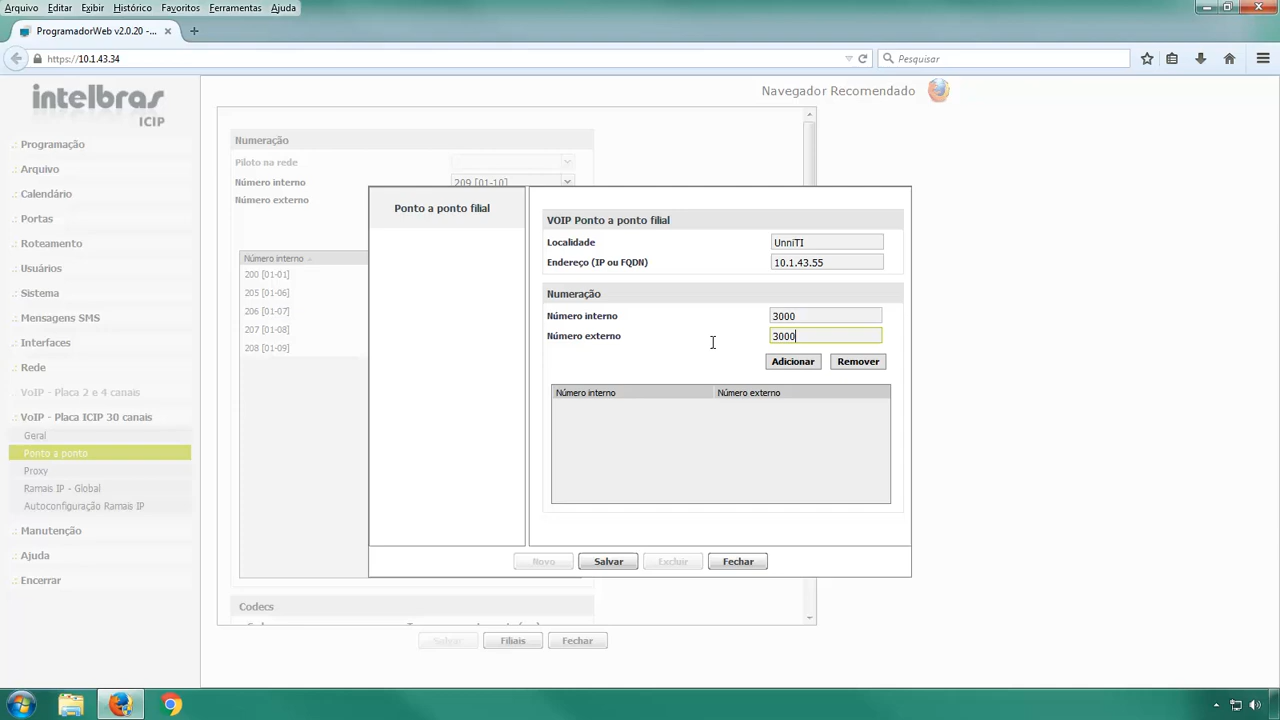 Arquivo Editar Exibir Histórico Favoritos Ferramentas Ajuda
ProgramadorWeb v2.0.20 -... × +
https://10.1.43.34
Pesquisar
intelbras
ICIP
Navegador Recomendado
.: Programação
.: Arquivo
.: Calendário
.: Portas
.: Roteamento
.: Usuários
.: Sistema
.: Mensagens SMS
.: Interfaces
.: Rede
.: VoIP - Placa 2 e 4 canais
.: VoIP - Placa ICIP 30 canais
Geral
Ponto a ponto
Proxy
Ramais IP - Global
Autoconfiguração Ramais IP
.: Manutenção
.: Ajuda
.: Encerrar
Numeração
Piloto na rede
Número interno 209 [01-10]
Número externo
Número interno
200 [01-01]
205 [01-06]
206 [01-07]
207 [01-08]
208 [01-09]
Codecs
Salvar Filiais Fechar
Ponto a ponto filial
VOIP Ponto a ponto filial
Localidade UnniTI
Endereço (IP ou FQDN) 10.1.43.55
Numeração
Número interno 3000
Número externo 3000
Adicionar Remover
Número interno Número externo
Novo Salvar Excluir Fechar